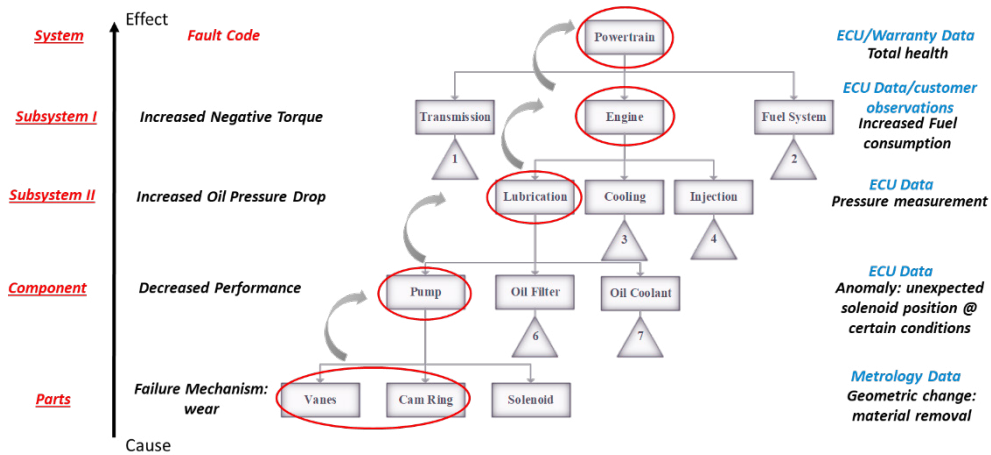 Effect
System
Fault Code
Powertrain
ECU/Warranty Data
Total health
Subsystem I
Increased Negative Torque
Transmission
Engine
Fuel System
ECU Data/customer
observations
Increased Fuel
consumption
1
2
Subsystem II
Increased Oil Pressure Drop
Lubrication
Cooling
Injection
ECU Data
Pressure measurement
3
4
Component
Decreased Performance
Pump
Oil Filter
Oil Coolant
ECU Data
Anomaly: unexpected
solenoid position @
certain conditions
6
7
Parts
Failure Mechanism:
wear
Vanes
Cam Ring
Solenoid
Metrology Data
Geometric change:
material removal
Cause